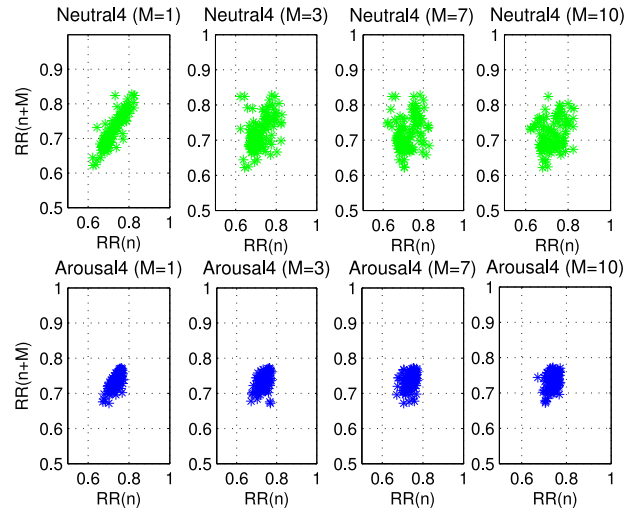 Neutral4 (M=1) Neutral4 (M=3) Neutral4 (M=7) Neutral4 (M=10)
1 1 1 1
0.9 0.9 0.9 0.9
0.8 0.8 0.8 0.8
RR(n+M)
0.7 0.7 0.7 0.7
0.6 0.6 0.6 0.6
0.5 0.5 0.5 0.5
0.6 0.8 1 0.6 0.8 1 0.6 0.8 1 0.6 0.8 1
RR(n) RR(n) RR(n) RR(n)
Arousal4 (M=1) Arousal4 (M=3) Arousal4 (M=7) Arousal4 (M=10)
1 1 1 1
0.9 0.9 0.9 0.9
0.8 0.8 0.8 0.8
RR(n+M)
0.7 0.7 0.7 0.7
0.6 0.6 0.6 0.6
0.5 0.5 0.5 0.5
0.6 0.8 1 0.6 0.8 1 0.6 0.8 1 0.6 0.8 1
RR(n) RR(n) RR(n) RR(n)